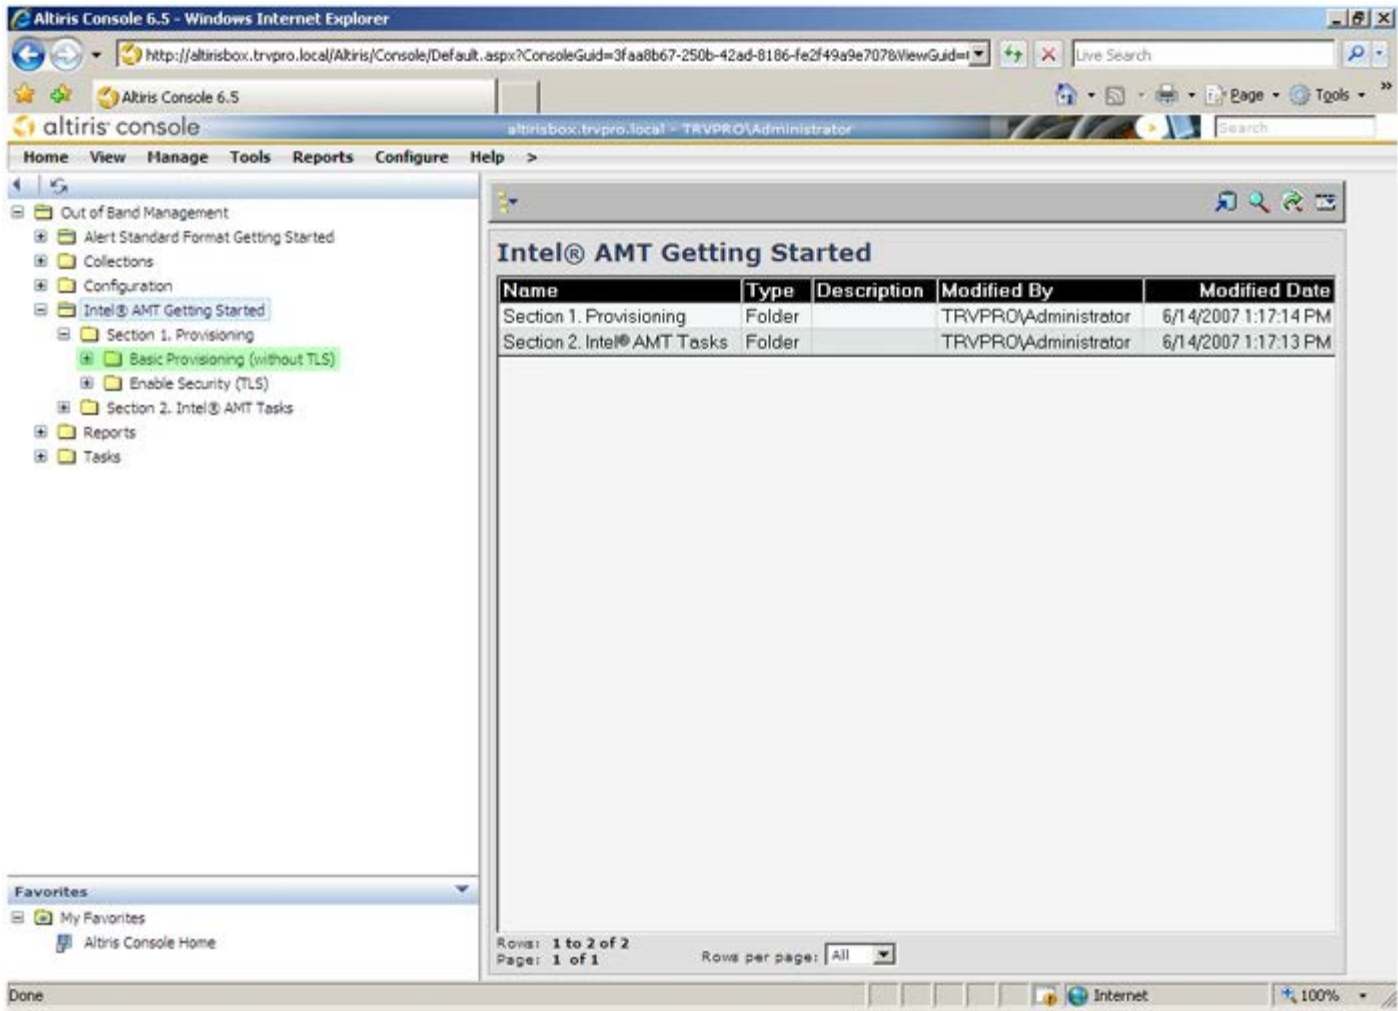 Altiris Console 6.5 - Windows Internet Explorer
http://altirisbox.trvpro.local/Altiris/Console/Default.aspx?ConsoleGuid=3faa8b67-250b-42ad-8186-fe2f49a9e707&ViewGuid=
Live Search
Altiris Console 6.5
Page
Tools
altiris console
altirisbox.trvpro.local - TRVPRO\Administrator
Search
Home View Manage Tools Reports Configure Help >
Out of Band Management
Alert Standard Format Getting Started
Collections
Configuration
Intel® AMT Getting Started
Section 1. Provisioning
Basic Provisioning (without TLS)
Enable Security (TLS)
Section 2. Intel® AMT Tasks
Reports
Tasks
Intel® AMT Getting Started
Name Type Description Modified By Modified Date
Section 1. Provisioning Folder TRVPRO\Administrator 6/14/2007 1:17:14 PM
Section 2. Intel® AMT Tasks Folder TRVPRO\Administrator 6/14/2007 1:17:13 PM
Favorites
My Favorites
Altiris Console Home
Rows: 1 to 2 of 2
Page: 1 of 1
Rows per page: All
Done
Internet
100%